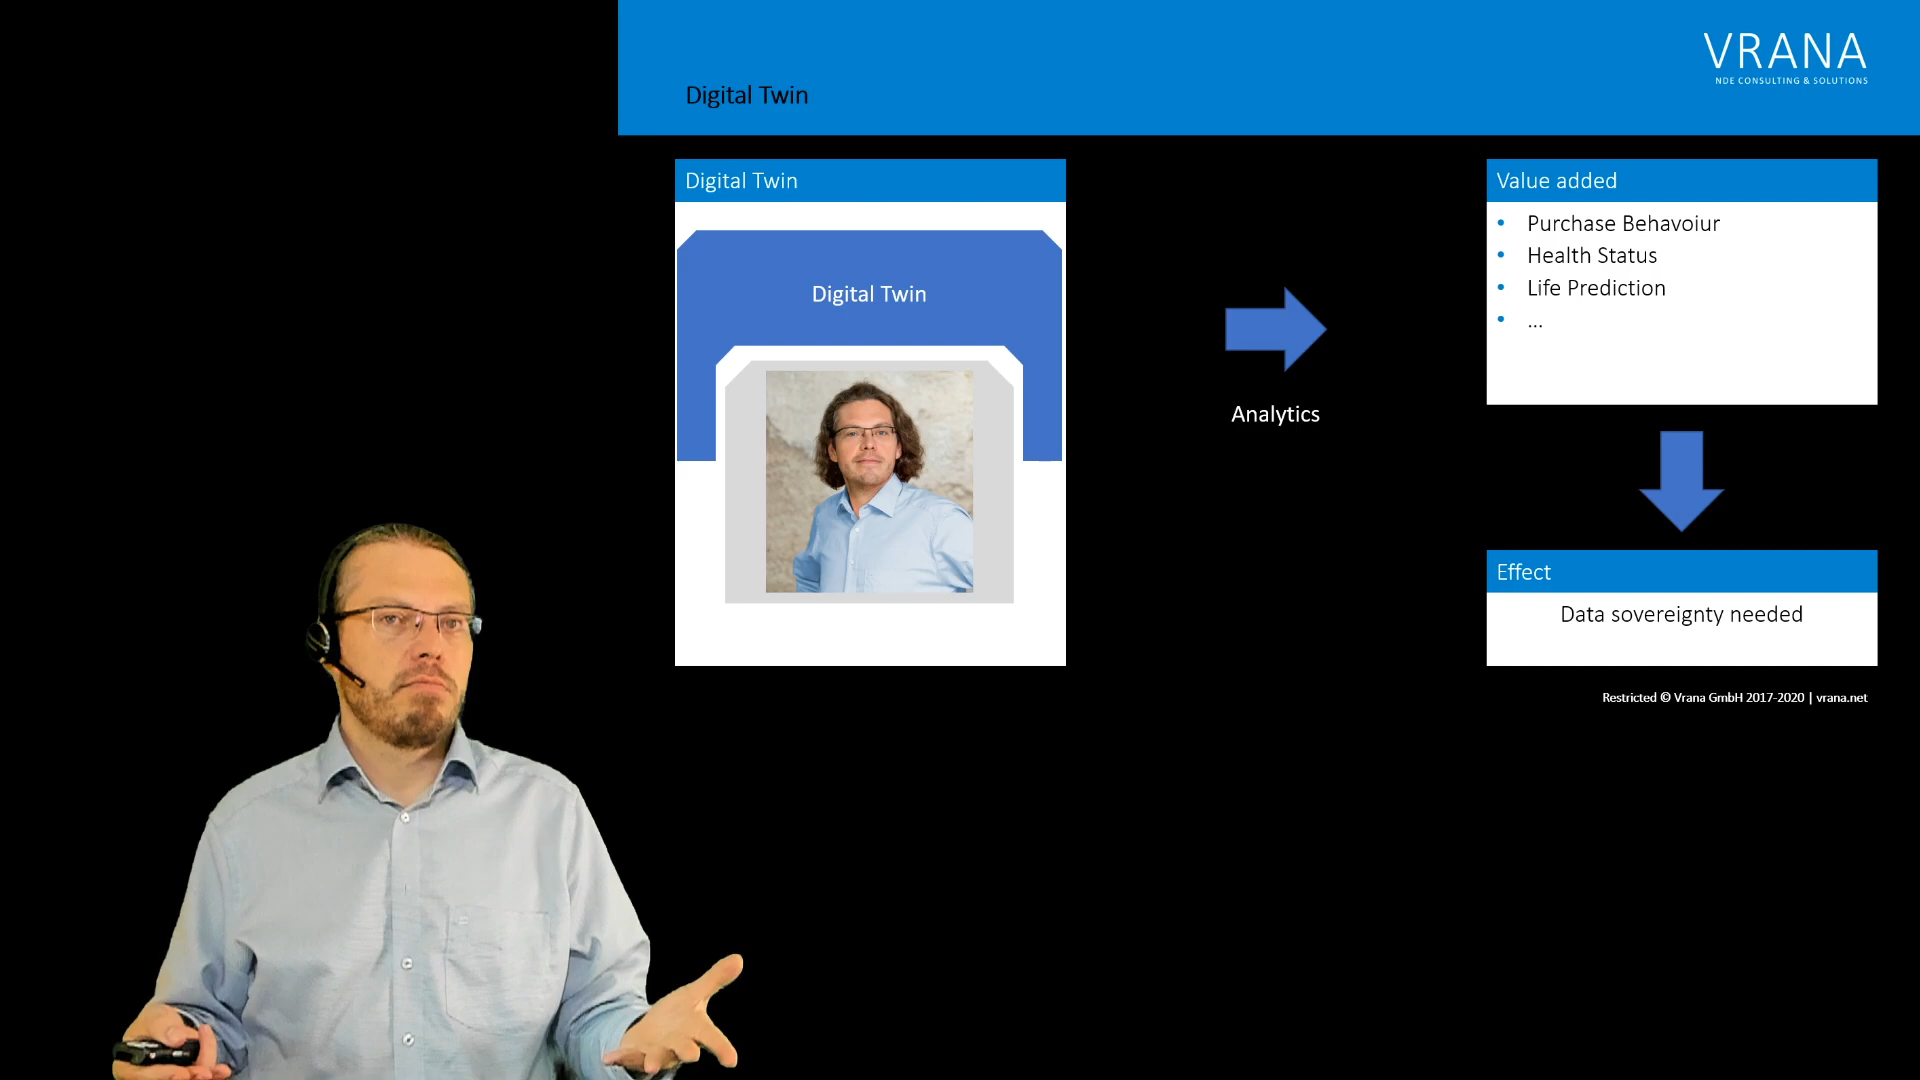 VRANA
NDE CONSULTING & SOLUTIONS
Digital Twin
Digital Twin
Digital Twin
Analytics
Value added
• Purchase Behavoiur
• Health Status
• Life Prediction
• ...
Effect
Data sovereignty needed
Restricted © Vrana GmbH 2017-2020 | vrana.net